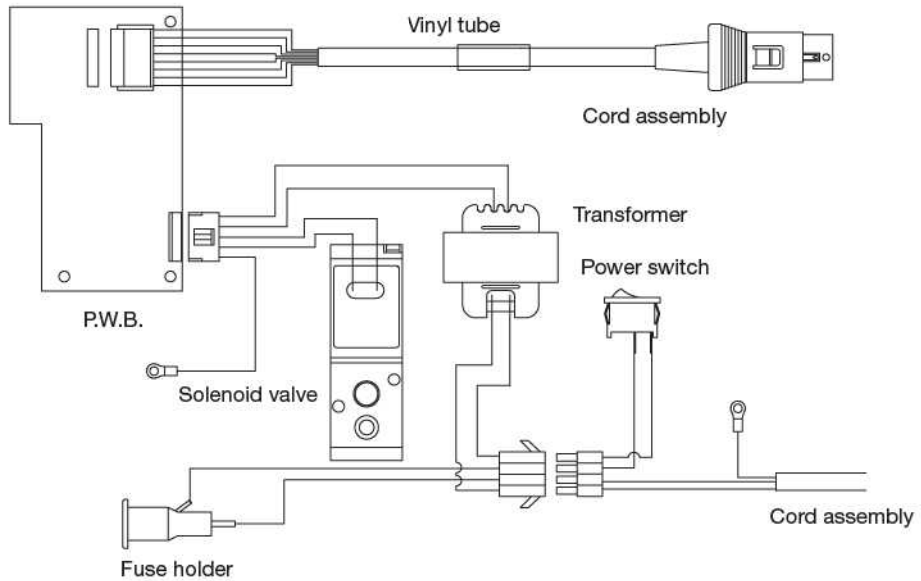 Vinyl tube
Cord assembly
Transformer
Power switch
P.W.B.
Solenoid valve
Cord assembly
Fuse holder